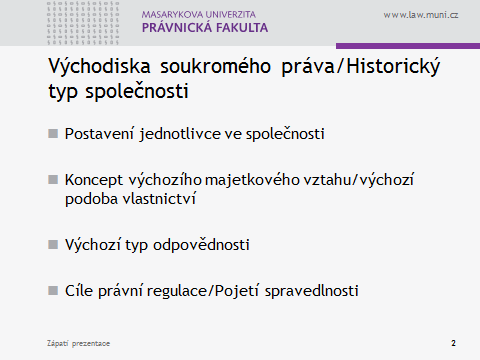 MASARYKOVA UNIVERZITA
PRÁVNICKÁ FAKULTA
www.law.muni.cz
Východiska soukromého práva/Historický
typ společnosti
Postavení jednotlivce ve společnosti
Koncept výchozího majetkového vztahu/výchozí
podoba vlastnictví
Výchozí typ odpovědnosti
Cíle právní regulace/Pojetí spravedlnosti
Zápatí prezentace
2